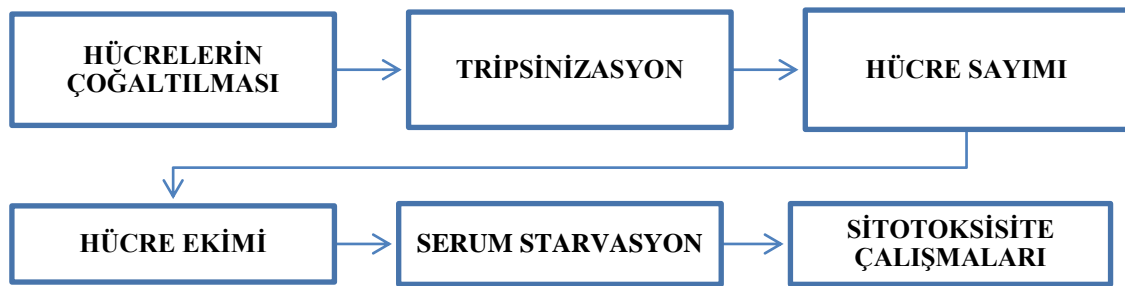 HÜCRELERİN
ÇOĞALTILMASI
TRİPSİNİZASYON
HÜCRE SAYIMI
HÜCRE EKİMİ
SERUM STARVASYON
SİTOTOKSİSİTE
ÇALIŞMALARI